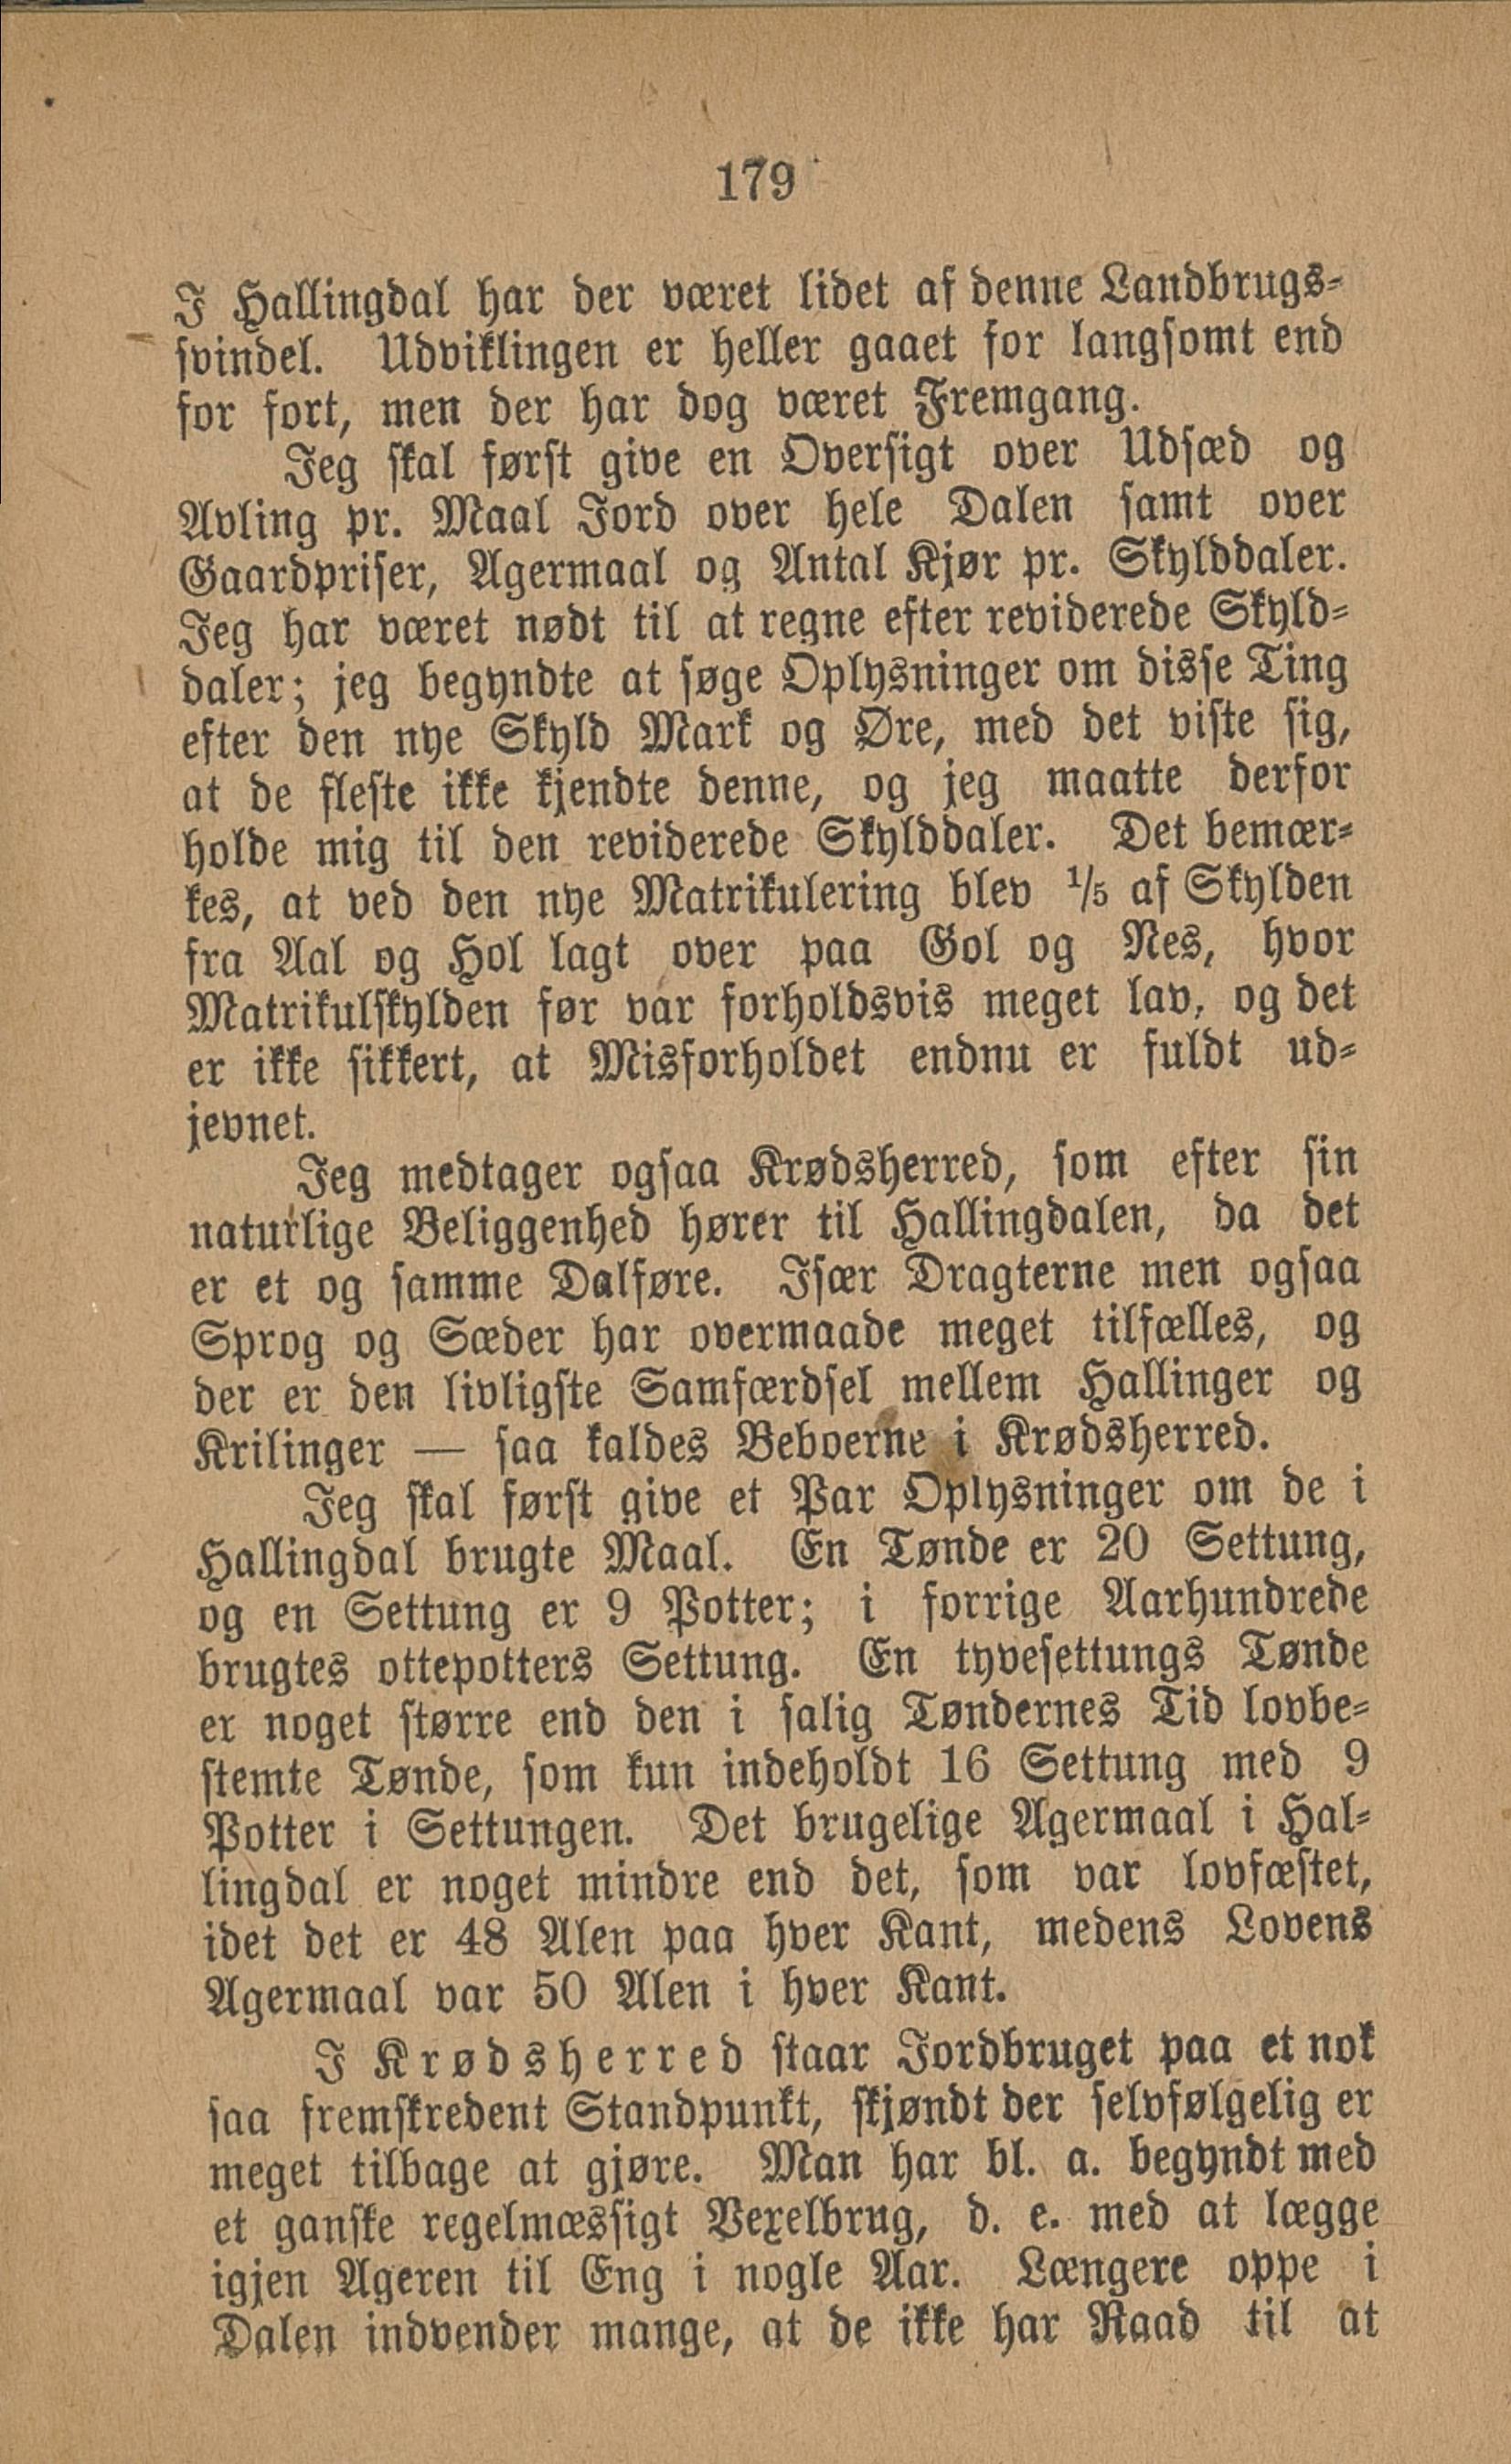 179
I Hallingdal har der været lidet af denne Landbrugs-
svindel. Udviklingen er heller gaaet for langsomt end
for fort, men der har dog været Fremgang.
Jeg skal først give en Oversigt over Udsæd og
Avling pr. Maal Jord over hele Dalen samt over
Gaardpriser, Agermaal og Antal Kjør pr. Skylddaler.
Jeg har været nødt til at regne efter reviderede Skyld-
daler; jeg begyndte at søge Oplysninger om disse Ting
efter den nye Skyld Mark og Øre, med det viste sig,
at de fleste ikke kjendte denne, og jeg maatte derfor
holde mig til den reviderede Skylddaler. Det bemær-
kes, at ved den nye Matrikulering blev 1/5 af Skylden
fra Aal og Hol lagt over paa Gol og Nes, hvor
Matrikulskylden før var forholdsvis meget lav, og det
er ikke sikkert, at Misforholdet endnu er fuldt ud-
jevnet.
Jeg medtager ogsaa Krødsherred, som efter sin
naturlige Beliggenhed hører til Hallingdalen, da det
er et og samme Dalføre. Især Dragterne men ogsaa
Sprog og Sæder har overmaade meget tilfælles, og
der er den livligste Samfærdsel mellem Hallinger og
Krilinger — saa kaldes Beboerne i Krødsherred.
Jeg skal først give et Par Oplysninger om de i
Hallingdal brugte Maal. En Tønde er 20 Settung,
og en Settung er 9 Potter; i forrige Aarhundrede
brugtes ottepotters Settung. En tyvesettungs Tønde
er noget større end den i salig Tøndernes Tid lovbe-
stemte Tønde, som kun indeholdt 16 Settung med 9
Potter i Settungen. Det brugelige Agermaal i Hal-
lingdal er noget mindre end det, som var lovfæstet,
idet det er 48 Alen paa hver Kant, medens Lovens
Agermaal var 50 Alen i hver Kant.
I Krødsherred staar Jordbruget paa et nok
saa fremskredent Standpunkt, skjøndt der selvfølgelig er
meget tilbage at gjøre. Man har bl. a. begyndt med
et ganske regelmæssigt Vexelbrug, d. e. med at lægge
igjen Ageren til Eng i nogle Aar. Længere oppe i
Dalen indvender mange, at de ikke har Raad til at